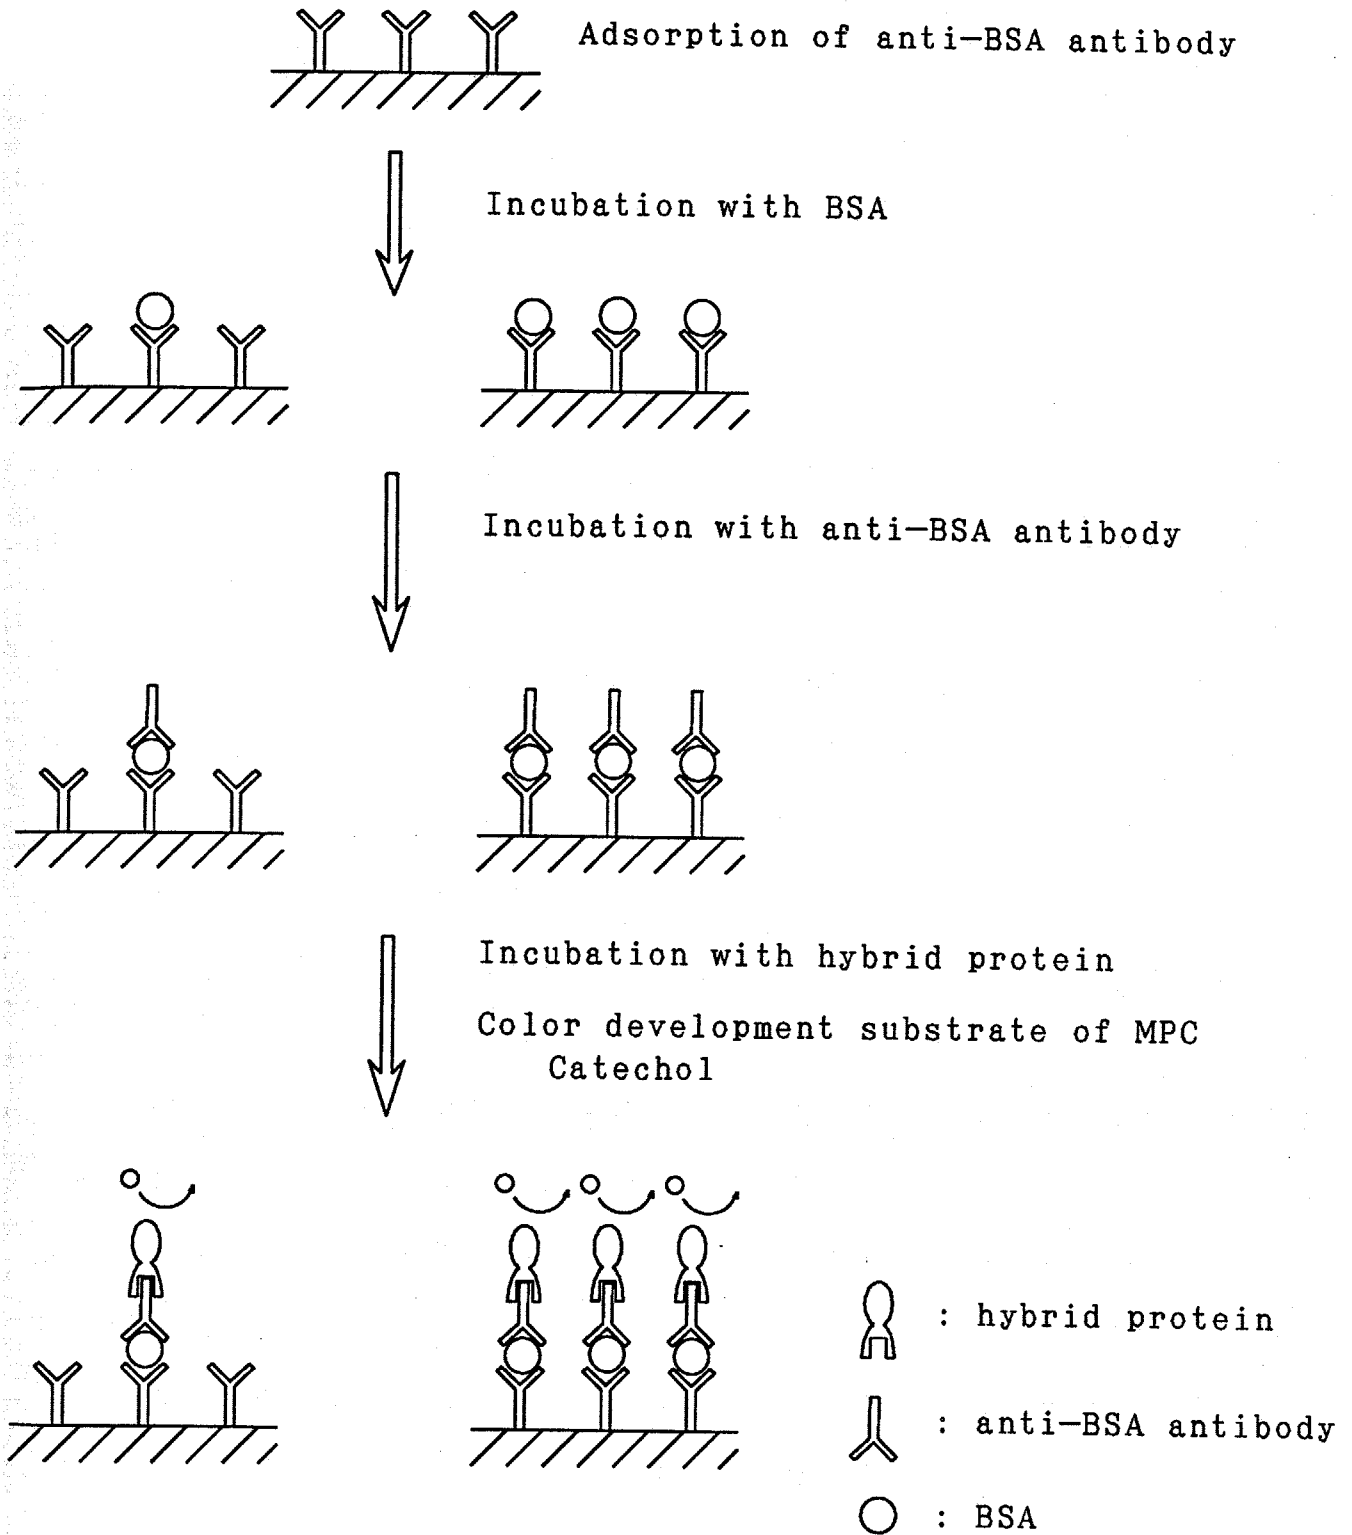 Adsorption of anti-BSA antibody
Incubation with BSA
Incubation with anti-BSA antibody
Incubation with hybrid protein
Color development substrate of MPC
Catechol
: hybrid protein
: anti-BSA antibody
: BSA